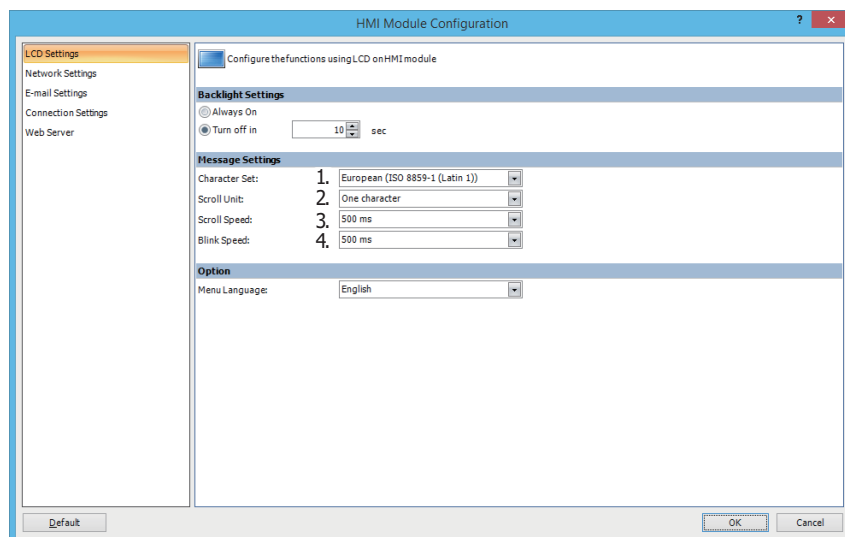 HMI Module Configuration
? ×
LCD Settings
Network Settings
E-mail Settings
Connection Settings
Web Server
Configure the functions using LCD on HMI module
Backlight Settings
Always On
Turn off in 10 sec
Message Settings
Character Set: 1. European (ISO 8859-1 (Latin 1))
Scroll Unit: 2. One character
Scroll Speed: 3. 500 ms
Blink Speed: 4. 500 ms
Option
Menu Language: English
Default OK Cancel